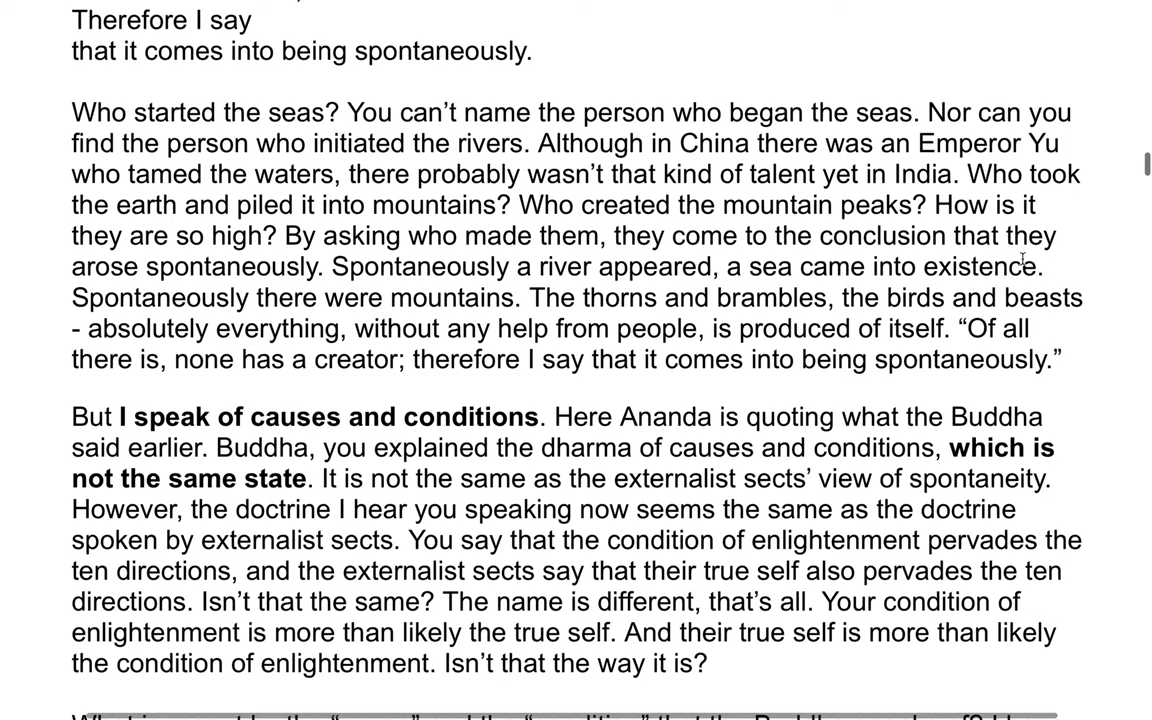 Therefore I say
that it comes into being spontaneously.
Who started the seas? You can’t name the person who began the seas. Nor can you
find the person who initiated the rivers. Although in China there was an Emperor Yu
who tamed the waters, there probably wasn’t that kind of talent yet in India. Who took
the earth and piled it into mountains? Who created the mountain peaks? How is it
they are so high? By asking who made them, they come to the conclusion that they
arose spontaneously. Spontaneously a river appeared, a sea came into existence.
Spontaneously there were mountains. The thorns and brambles, the birds and beasts
- absolutely everything, without any help from people, is produced of itself. “Of all
there is, none has a creator; therefore I say that it comes into being spontaneously.”
But I speak of causes and conditions. Here Ananda is quoting what the Buddha
said earlier. Buddha, you explained the dharma of causes and conditions, which is
not the same state. It is not the same as the externalist sects’ view of spontaneity.
However, the doctrine I hear you speaking now seems the same as the doctrine
spoken by externalist sects. You say that the condition of enlightenment pervades the
ten directions, and the externalist sects say that their true self also pervades the ten
directions. Isn’t that the same? The name is different, that’s all. Your condition of
enlightenment is more than likely the true self. And their true self is more than likely
the condition of enlightenment. Isn’t that the way it is?